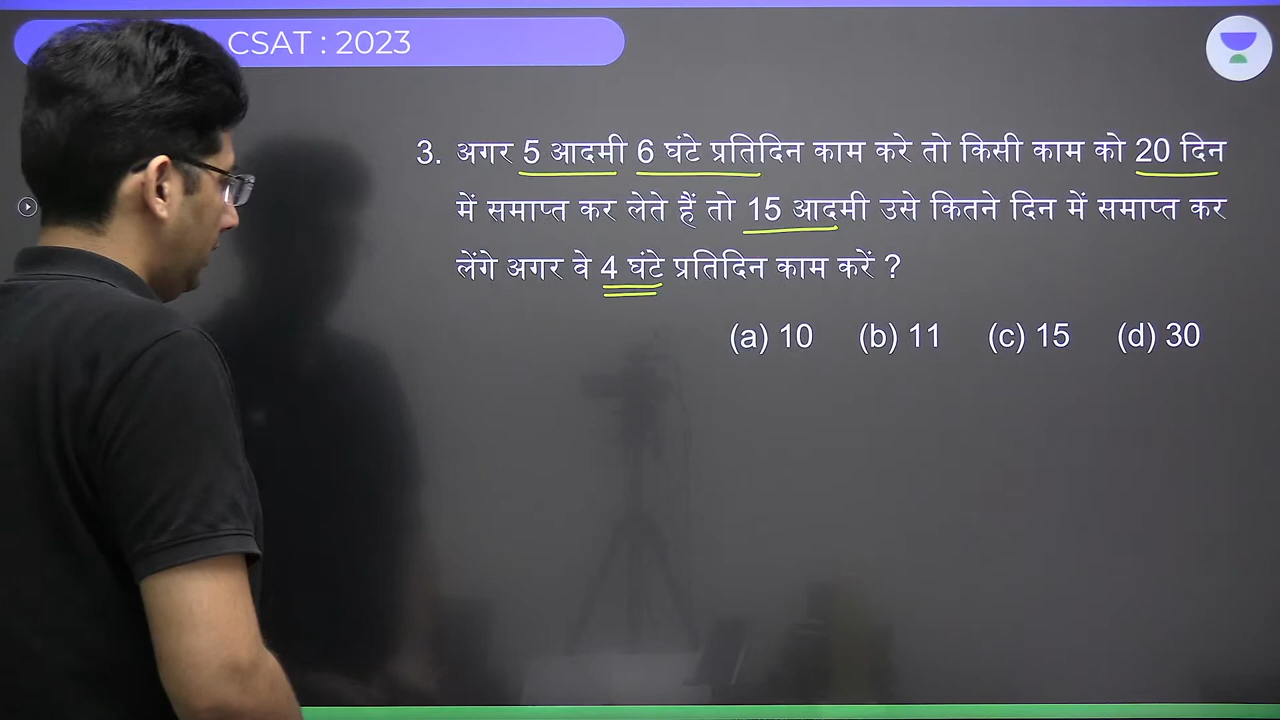 CSAT : 2023
3. अगर 5 आदमी 6 घंटे प्रतिदिन काम करे तो किसी काम को 20 दिन
में समाप्त कर लेते हैं तो 15 आदमी उसे कितने दिन में समाप्त कर
लेंगे अगर वे 4 घंटे प्रतिदिन काम करें ?
(a) 10 (b) 11 (c) 15 (d) 30